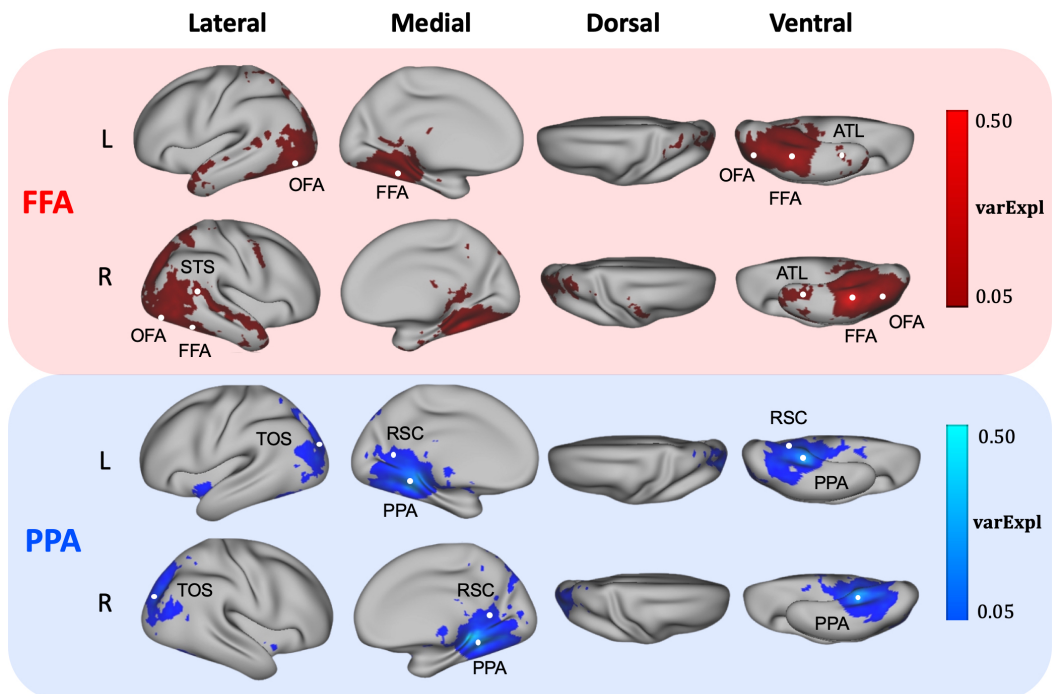 Lateral Medial Dorsal Ventral
L
OFA
FFA
OFA
FFA
ATL
FFA
R
STS
OFA
FFA
ATL
FFA
OFA
0.50
varExpl
0.05
L
TOS
RSC
PPA
RSC
PPA
PPA
R
TOS
RSC
PPA
PPA
0.50
varExpl
0.05